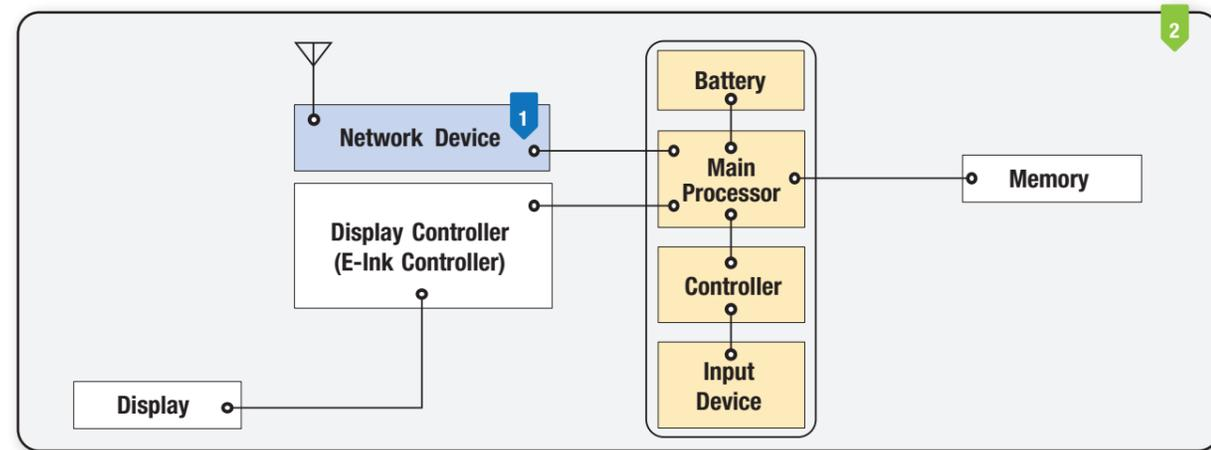 2
Battery
1
Network Device
Main
Processor
Memory
Display Controller
(E-Ink Controller)
Controller
Input
Device
Display